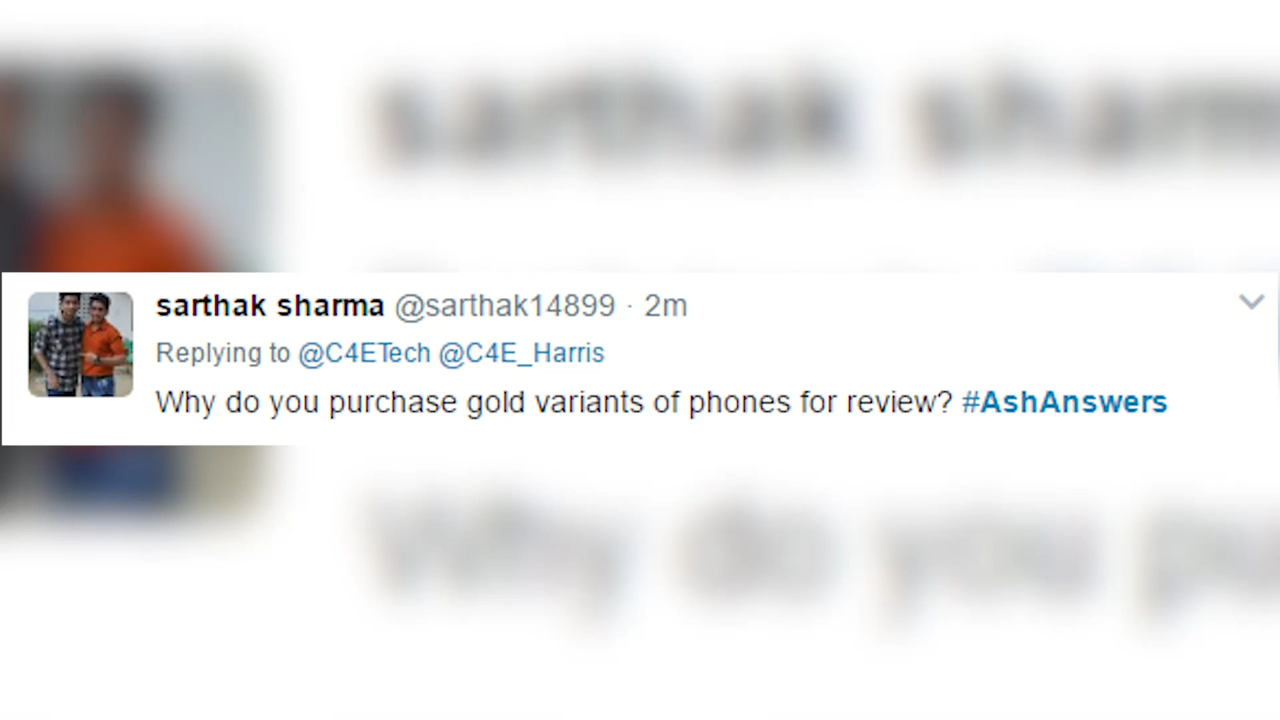 sarthak sharma @sarthak14899 · 2m
Replying to @C4ETech @C4E_Harris
Why do you purchase gold variants of phones for review? #AshAnswers